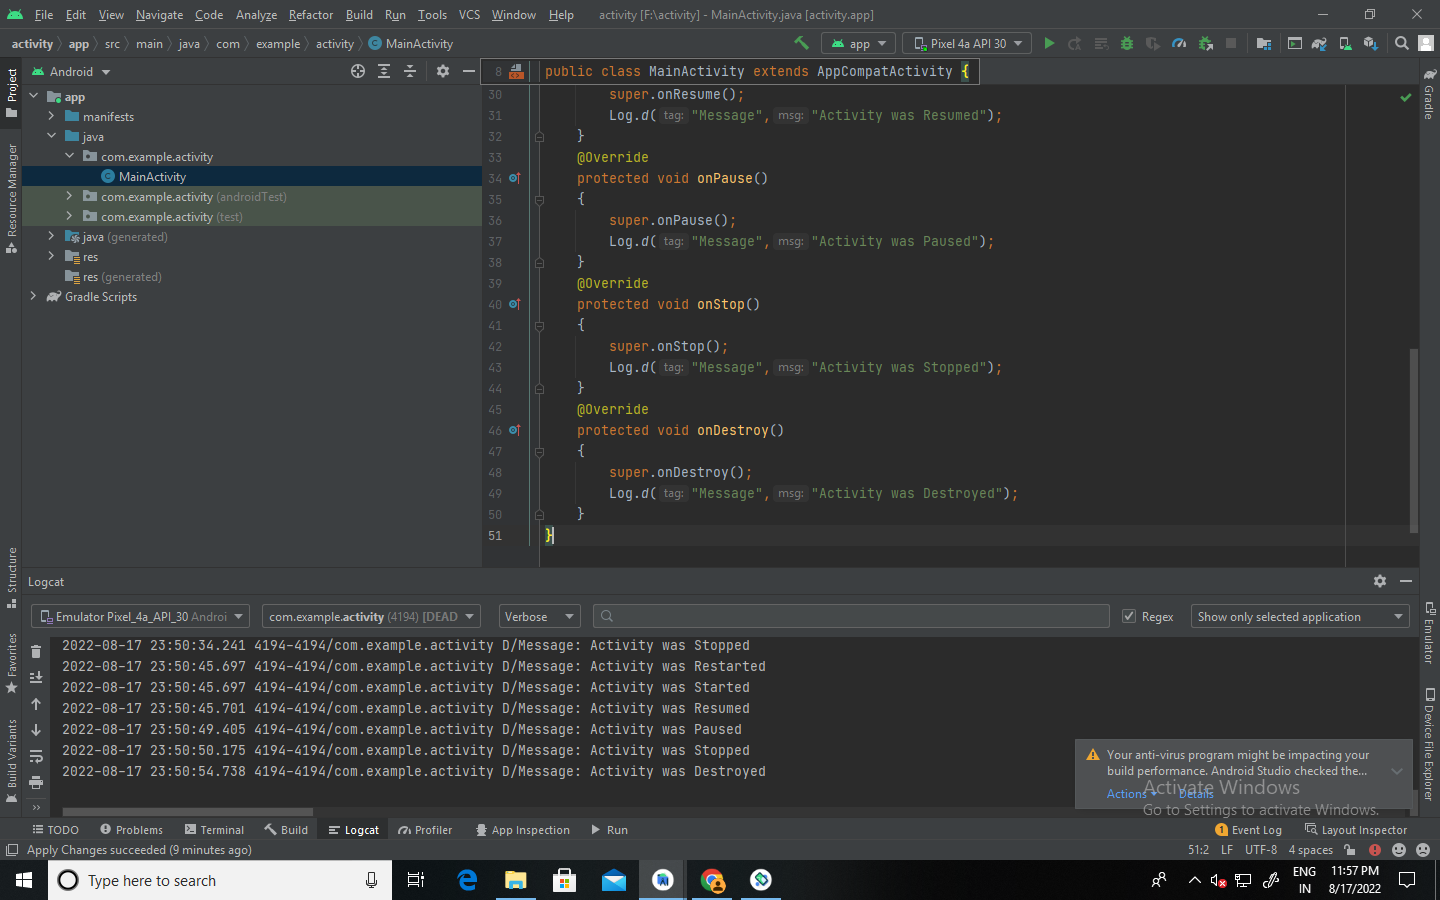 File Edit View Navigate Code Analyze Refactor Build Run Tools VCS Window Help activity [F:\activity] - MainActivity.java [activity.app]
activity app src main java com example activity MainActivity app Pixel 4a API 30
Android
8 public class MainActivity extends AppCompatActivity {
app
manifests
java
com.example.activity
MainActivity
com.example.activity (androidTest)
com.example.activity (test)
java (generated)
res
res (generated)
Gradle Scripts
30 super.onResume();
31 Log.d( tag: "Message", msg: "Activity was Resumed");
32 }
33 @Override
34 protected void onPause()
35 {
36 super.onPause();
37 Log.d( tag: "Message", msg: "Activity was Paused");
38 }
39 @Override
40 protected void onStop()
41 {
42 super.onStop();
43 Log.d( tag: "Message", msg: "Activity was Stopped");
44 }
45 @Override
46 protected void onDestroy()
47 {
48 super.onDestroy();
49 Log.d( tag: "Message", msg: "Activity was Destroyed");
50 }
51 }
Project
Resource Manager
Structure
Favorites
Build Variants
Gradle
Emulator
Device File Explorer
Logcat
Emulator Pixel_4a_API_30 Androi com.example.activity (4194) [DEAD Verbose Regex Show only selected application
2022-08-17 23:50:34.241 4194-4194/com.example.activity D/Message: Activity was Stopped
2022-08-17 23:50:45.697 4194-4194/com.example.activity D/Message: Activity was Restarted
2022-08-17 23:50:45.697 4194-4194/com.example.activity D/Message: Activity was Started
2022-08-17 23:50:45.701 4194-4194/com.example.activity D/Message: Activity was Resumed
2022-08-17 23:50:49.405 4194-4194/com.example.activity D/Message: Activity was Paused
2022-08-17 23:50:50.175 4194-4194/com.example.activity D/Message: Activity was Stopped
2022-08-17 23:50:54.738 4194-4194/com.example.activity D/Message: Activity was Destroyed
Your anti-virus program might be impacting your
build performance. Android Studio checked the...
Actions Details
Activate Windows
Go to Settings to activate Windows.
TODO Problems Terminal Build Logcat Profiler App Inspection Run 1 Event Log Layout Inspector
Apply Changes succeeded (9 minutes ago) 51:2 LF UTF-8 4 spaces
Type here to search
ENG
IN
11:57 PM
8/17/2022